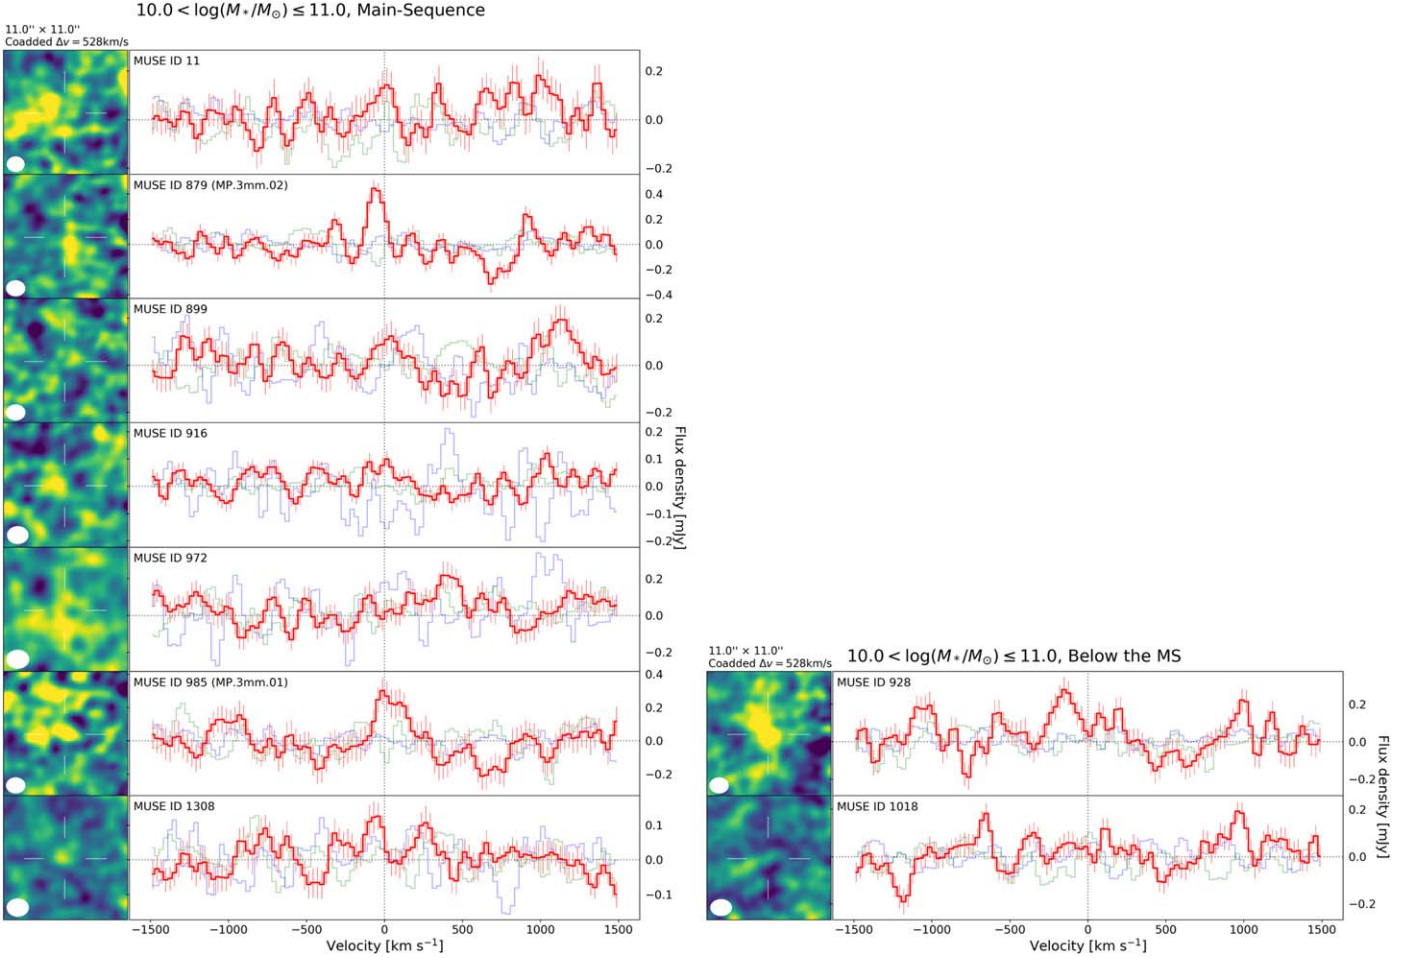 10.0 < log(M∗/M⊙) ≤ 11.0, Main-Sequence
11.0'' × 11.0''
Coadded Δv = 528km/s
MUSE ID 11
0.2
0.0
−0.2
MUSE ID 879 (MP.3mm.02)
0.4
0.2
0.0
−0.2
−0.4
MUSE ID 899
0.2
0.0
−0.2
MUSE ID 916
0.2
0.1
0.0
−0.1
−0.2
Flux density [mJy]
MUSE ID 972
0.2
0.0
−0.2
MUSE ID 985 (MP.3mm.01)
0.4
0.2
0.0
−0.2
MUSE ID 1308
0.1
0.0
−0.1
−1500 −1000 −500 0 500 1000 1500
Velocity [km s−1]
11.0'' × 11.0''
Coadded Δv = 528km/s
10.0 < log(M∗/M⊙) ≤ 11.0, Below the MS
MUSE ID 928
0.2
0.0
−0.2
MUSE ID 1018
0.2
0.0
−0.2
Flux density [mJy]
−1500 −1000 −500 0 500 1000 1500
Velocity [km s−1]